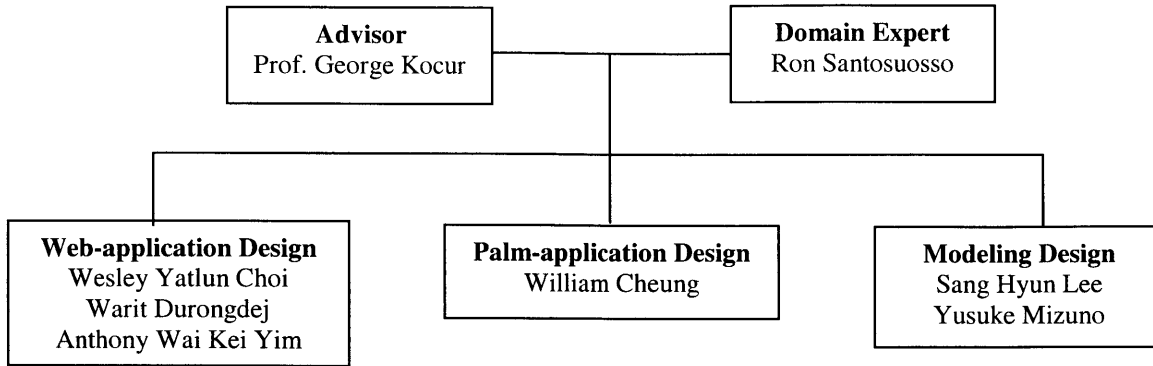 Advisor
Prof. George Kocur
Domain Expert
Ron Santosuosso
Web-application Design
Wesley Yatlun Choi
Warit Durongdej
Anthony Wai Kei Yim
Palm-application Design
William Cheung
Modeling Design
Sang Hyun Lee
Yusuke Mizuno